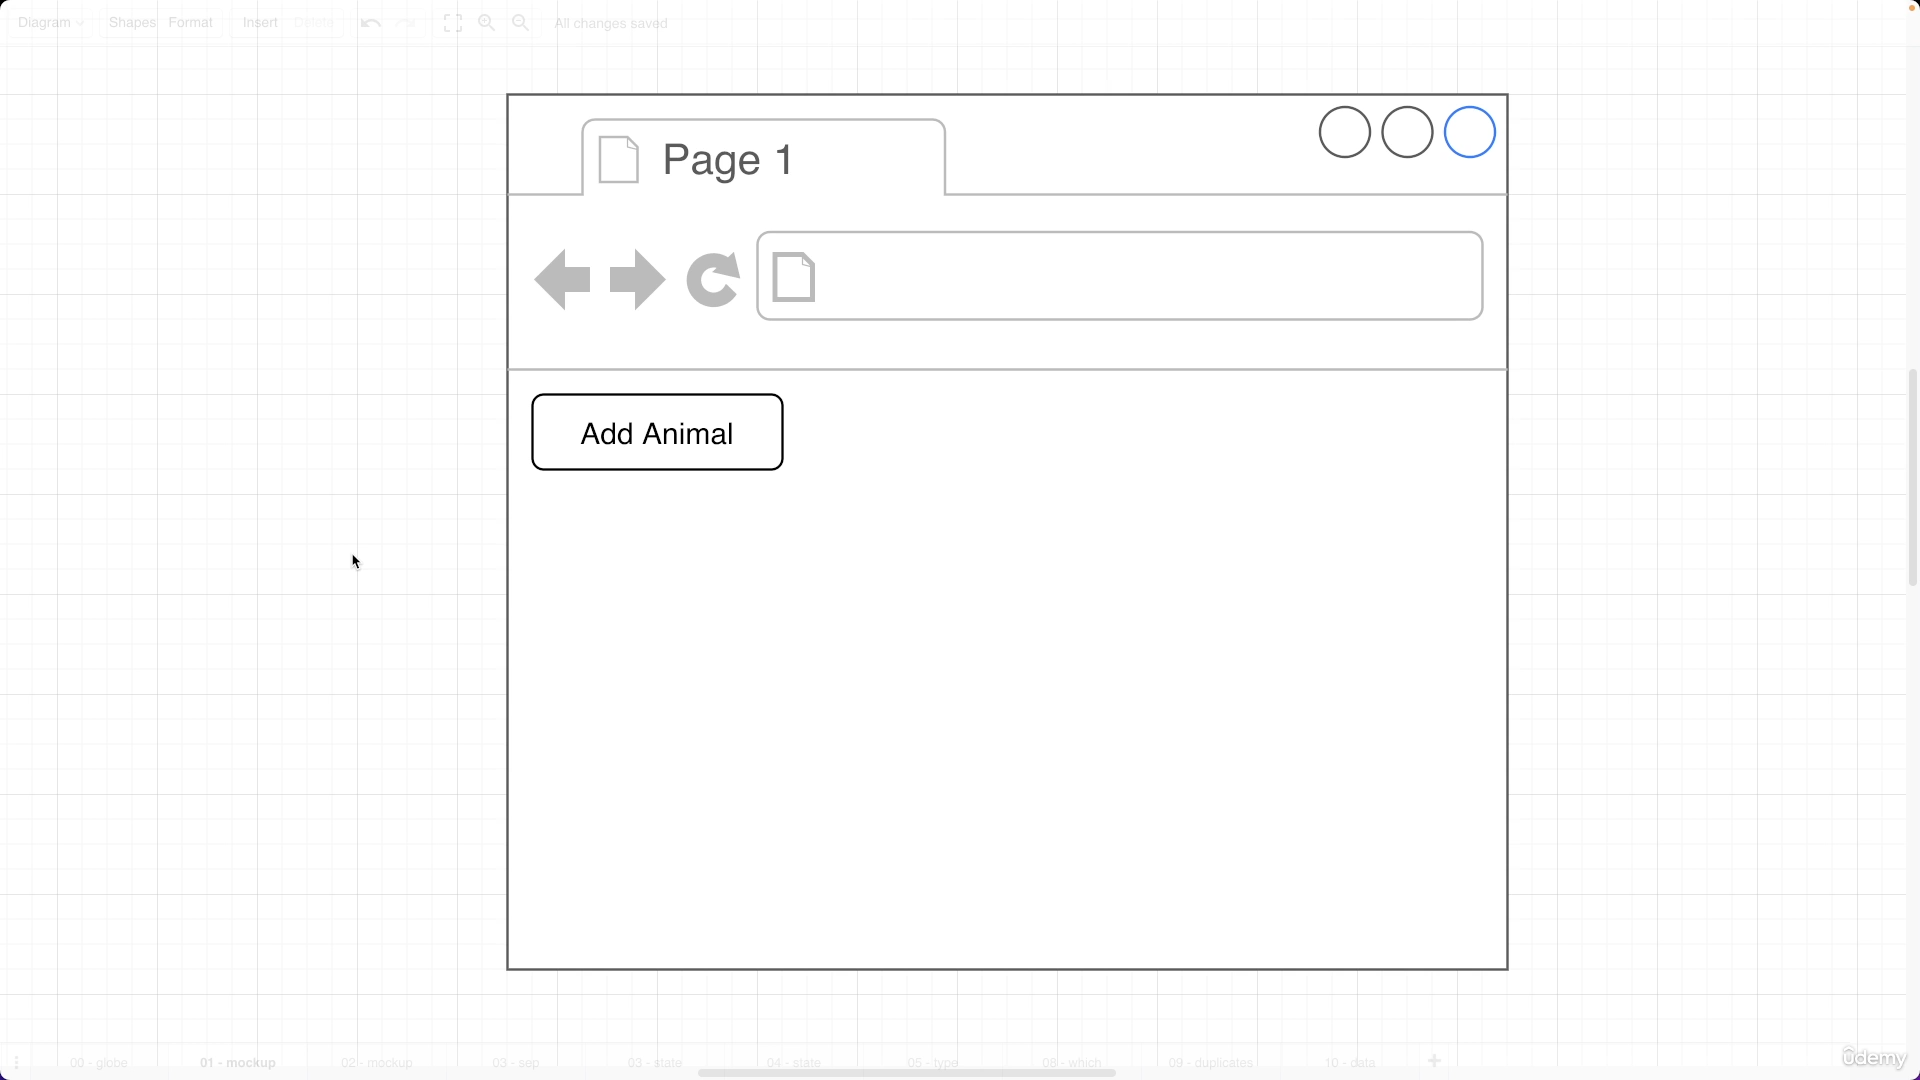 Diagram
Shapes
Format
Insert
Delete
All changes saved
Page 1
Add Animal
00 - globe
01 - mockup
02 - mockup
03 - sep
03 - state
04 - state
05 - type
08 - which
09 - duplicates
10 - data
ûdemy